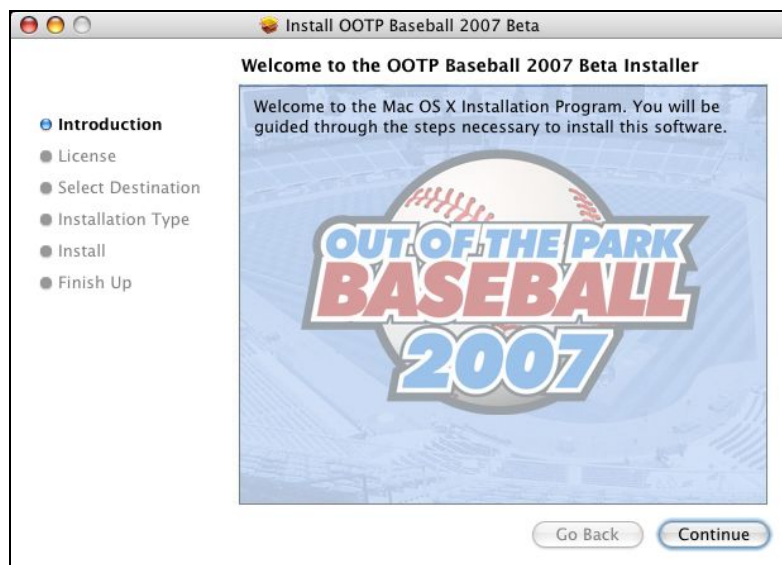 Install OOTP Baseball 2007 Beta
Welcome to the OOTP Baseball 2007 Beta Installer
Introduction
License
Select Destination
Installation Type
Install
Finish Up
Welcome to the Mac OS X Installation Program. You will be
guided through the steps necessary to install this software.
OUT OF THE PARK
BASEBALL
2007
Go Back
Continue